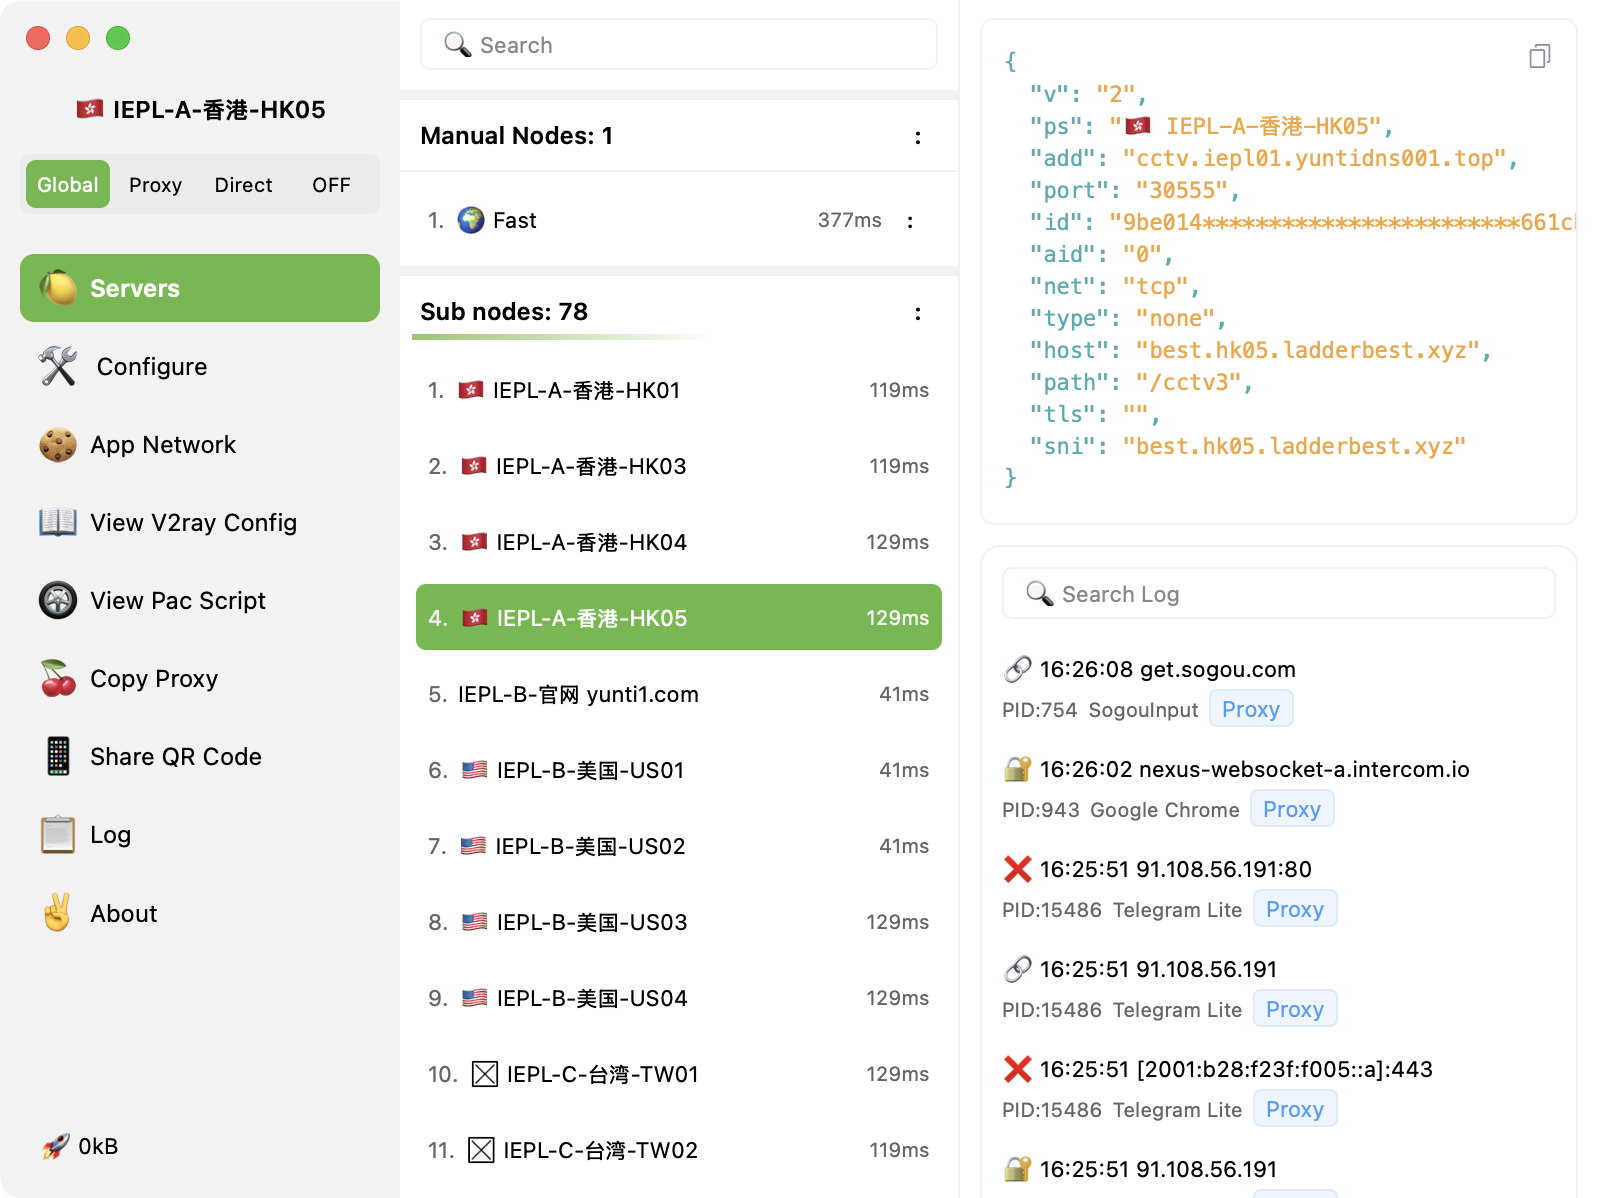 IEPL-A-香港-HK05
Global Proxy Direct OFF
Servers
Configure
App Network
View V2ray Config
View Pac Script
Copy Proxy
Share QR Code
Log
About
0kB
Search
Manual Nodes: 1
1. Fast 377ms
Sub nodes: 78
1. IEPL-A-香港-HK01 119ms
2. IEPL-A-香港-HK03 119ms
3. IEPL-A-香港-HK04 129ms
4. IEPL-A-香港-HK05 129ms
5. IEPL-B-官网 yunti1.com 41ms
6. IEPL-B-美国-US01 41ms
7. IEPL-B-美国-US02 41ms
8. IEPL-B-美国-US03 129ms
9. IEPL-B-美国-US04 129ms
10. IEPL-C-台湾-TW01 129ms
11. IEPL-C-台湾-TW02 119ms
{
"v": "2",
"ps": "🇭🇰 IEPL-A-香港-HK05",
"add": "cctv.iepl01.yuntidns001.top",
"port": "30555",
"id": "9be014************************661c
"aid": "0",
"net": "tcp",
"type": "none",
"host": "best.hk05.ladderbest.xyz",
"path": "/cctv3",
"tls": "",
"sni": "best.hk05.ladderbest.xyz"
}
Search Log
16:26:08 get.sogou.com
PID:754 SogouInput Proxy
16:26:02 nexus-websocket-a.intercom.io
PID:943 Google Chrome Proxy
16:25:51 91.108.56.191:80
PID:15486 Telegram Lite Proxy
16:25:51 91.108.56.191
PID:15486 Telegram Lite Proxy
16:25:51 [2001:b28:f23f:f005::a]:443
PID:15486 Telegram Lite Proxy
16:25:51 91.108.56.191